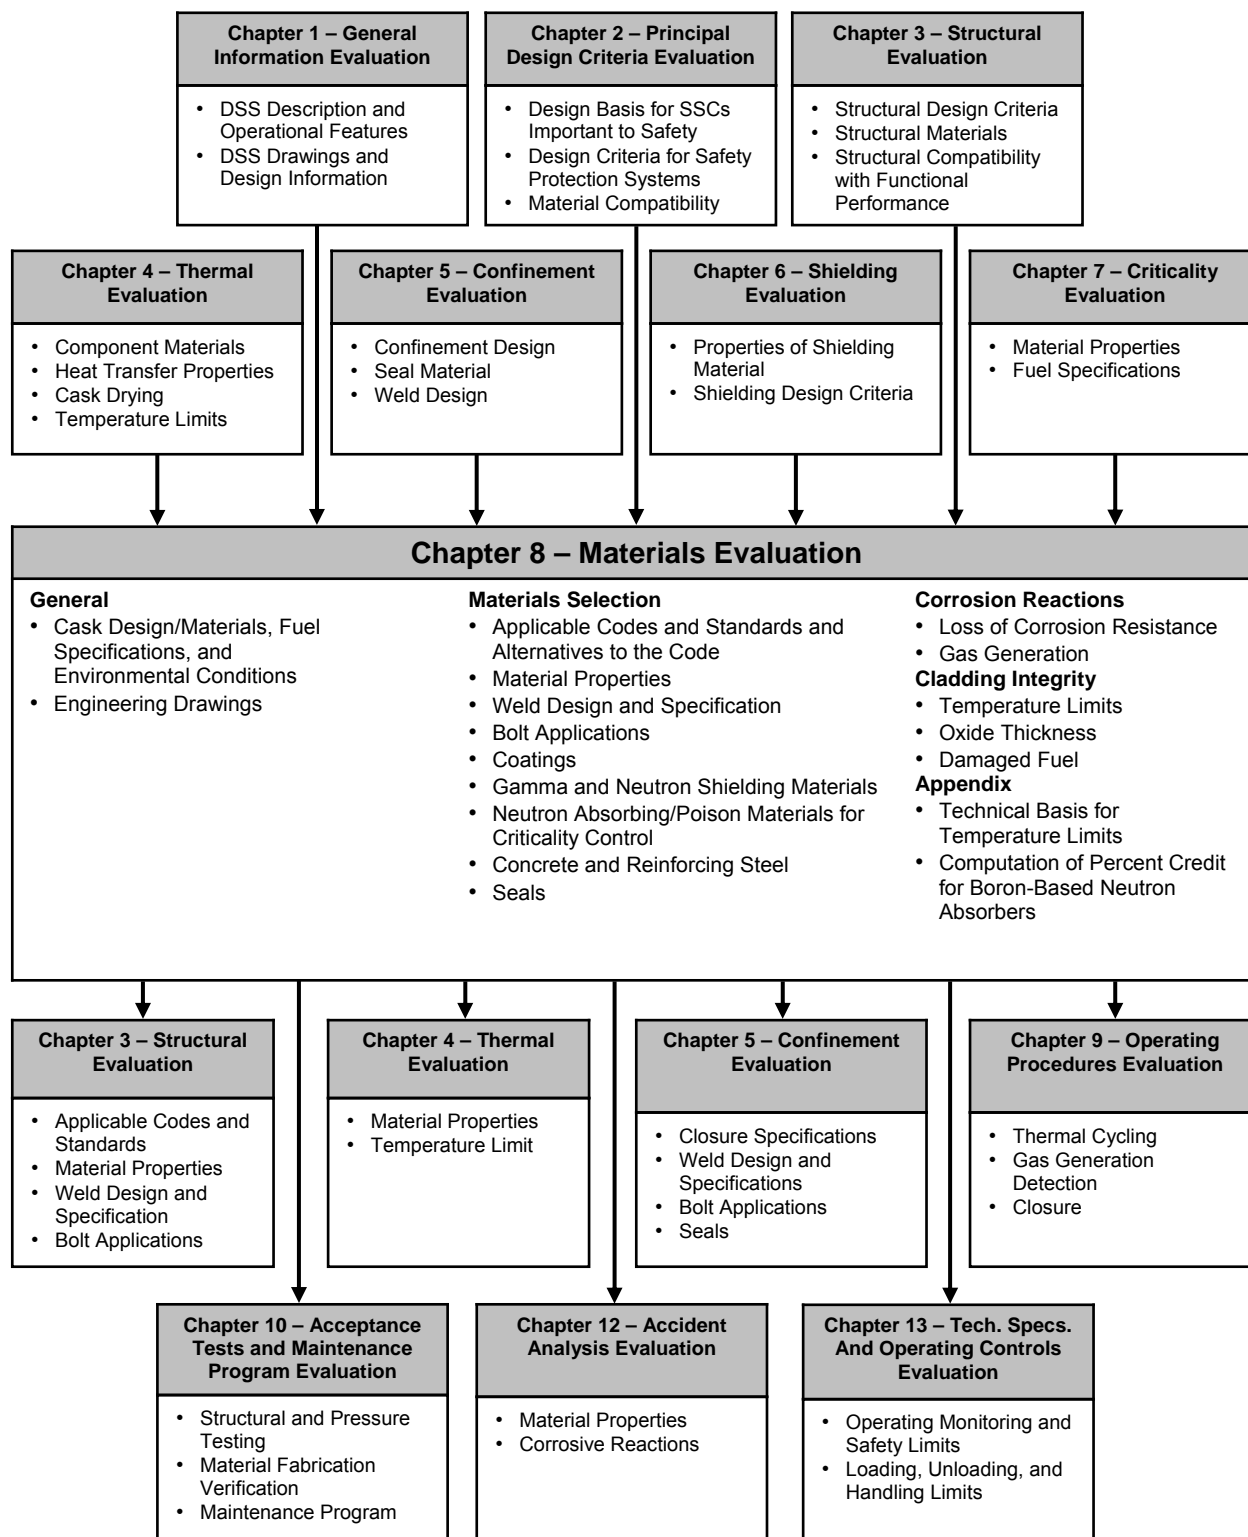 Chapter 1 – General
Information Evaluation
• DSS Description and
Operational Features
• DSS Drawings and
Design Information
Chapter 2 – Principal
Design Criteria Evaluation
• Design Basis for SSCs
Important to Safety
• Design Criteria for Safety
Protection Systems
• Material Compatibility
Chapter 3 – Structural
Evaluation
• Structural Design Criteria
• Structural Materials
• Structural Compatibility
with Functional
Performance
Chapter 4 – Thermal
Evaluation
• Component Materials
• Heat Transfer Properties
• Cask Drying
• Temperature Limits
Chapter 5 – Confinement
Evaluation
• Confinement Design
• Seal Material
• Weld Design
Chapter 6 – Shielding
Evaluation
• Properties of Shielding
Material
• Shielding Design Criteria
Chapter 7 – Criticality
Evaluation
• Material Properties
• Fuel Specifications
Chapter 8 – Materials Evaluation
General
• Cask Design/Materials, Fuel
Specifications, and
Environmental Conditions
• Engineering Drawings
Materials Selection
• Applicable Codes and Standards and
Alternatives to the Code
• Material Properties
• Weld Design and Specification
• Bolt Applications
• Coatings
• Gamma and Neutron Shielding Materials
• Neutron Absorbing/Poison Materials for
Criticality Control
• Concrete and Reinforcing Steel
• Seals
Corrosion Reactions
• Loss of Corrosion Resistance
• Gas Generation
Cladding Integrity
• Temperature Limits
• Oxide Thickness
• Damaged Fuel
Appendix
• Technical Basis for
Temperature Limits
• Computation of Percent Credit
for Boron-Based Neutron
Absorbers
Chapter 3 – Structural
Evaluation
• Applicable Codes and
Standards
• Material Properties
• Weld Design and
Specification
• Bolt Applications
Chapter 4 – Thermal
Evaluation
• Material Properties
• Temperature Limit
Chapter 5 – Confinement
Evaluation
• Closure Specifications
• Weld Design and
Specifications
• Bolt Applications
• Seals
Chapter 9 – Operating
Procedures Evaluation
• Thermal Cycling
• Gas Generation
Detection
• Closure
Chapter 10 – Acceptance
Tests and Maintenance
Program Evaluation
• Structural and Pressure
Testing
• Material Fabrication
Verification
• Maintenance Program
Chapter 12 – Accident
Analysis Evaluation
• Material Properties
• Corrosive Reactions
Chapter 13 – Tech. Specs.
And Operating Controls
Evaluation
• Operating Monitoring and
Safety Limits
• Loading, Unloading, and
Handling Limits